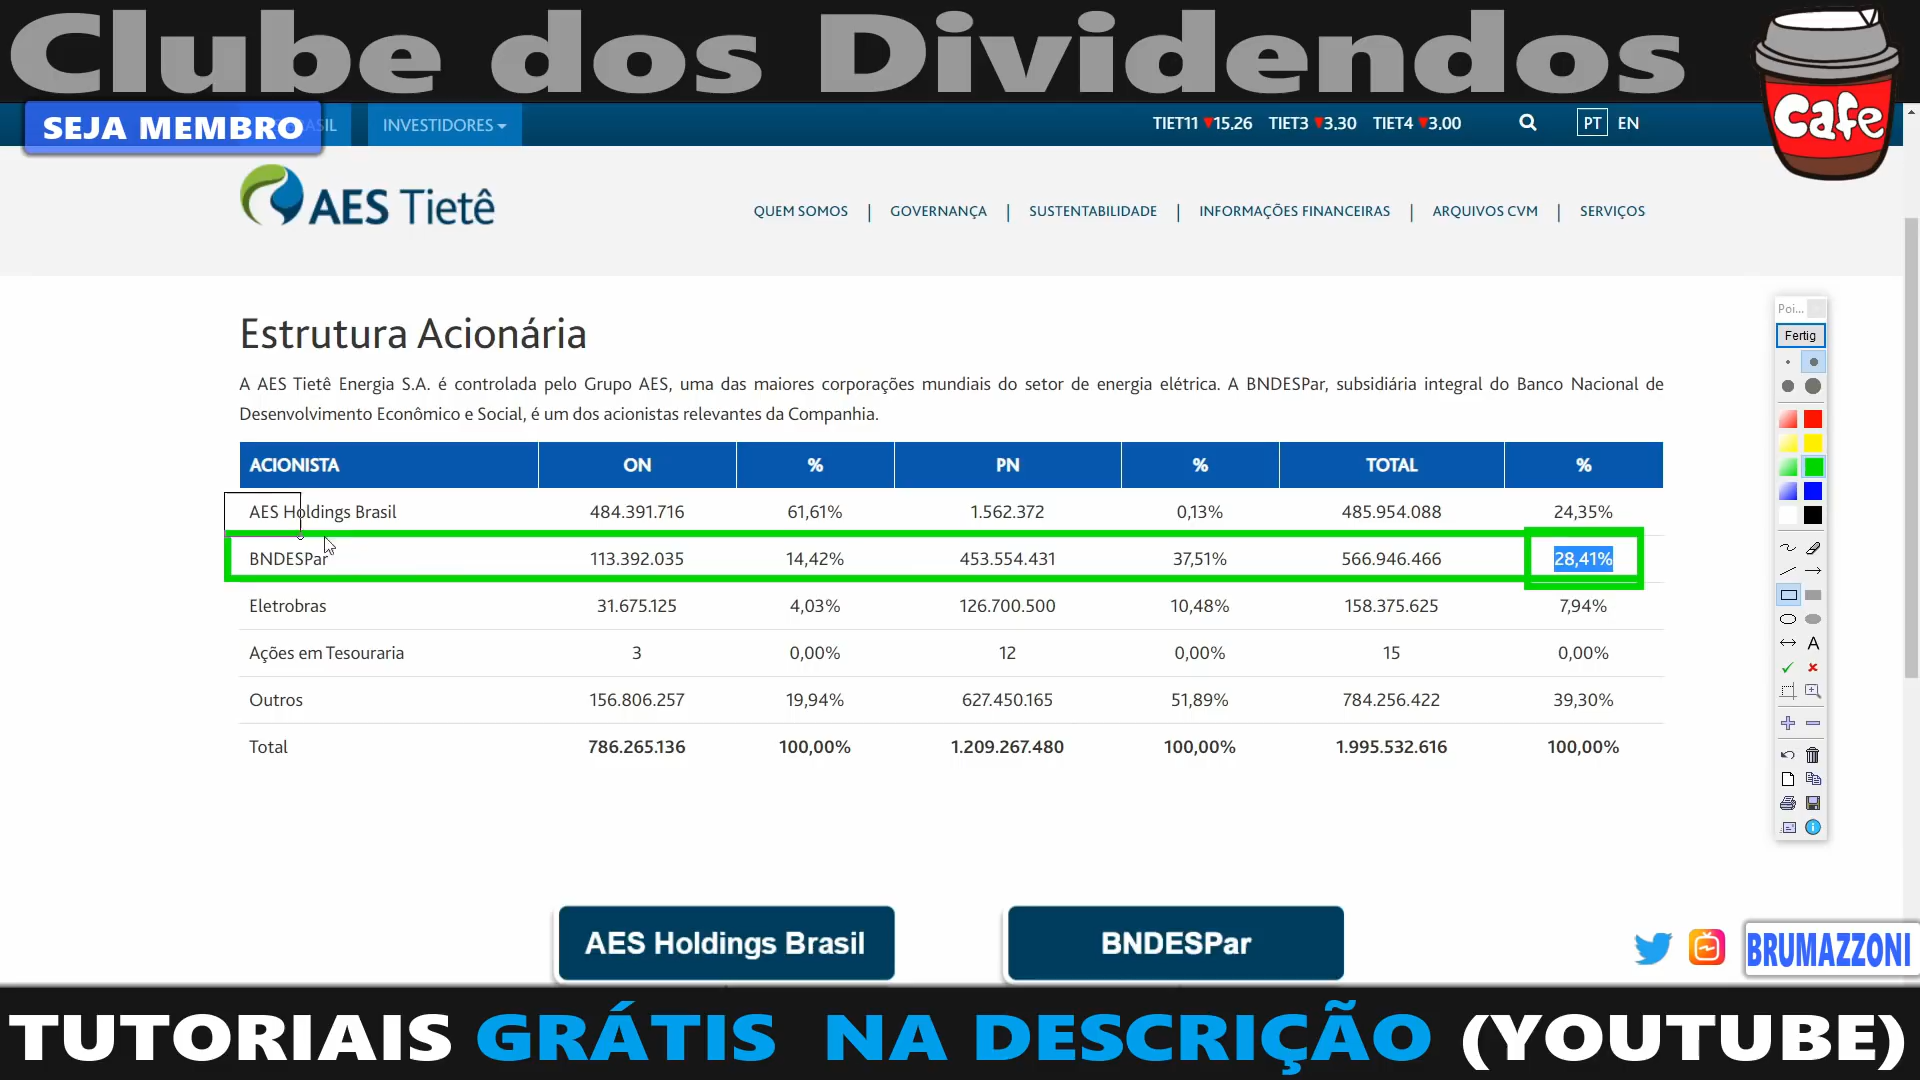 Clube dos Dividendos
Cafe
SEJA MEMBRO
ASIL
INVESTIDORES
TIET11 15,26 TIET3 3,30 TIET4 3,00
PT EN
AES Tietê
QUEM SOMOS | GOVERNANÇA | SUSTENTABILIDADE | INFORMAÇÕES FINANCEIRAS | ARQUIVOS CVM | SERVIÇOS
Poi...
Fertig
Estrutura Acionária
A AES Tietê Energia S.A. é controlada pelo Grupo AES, uma das maiores corporações mundiais do setor de energia elétrica. A BNDESPar, subsidiária integral do Banco Nacional de
Desenvolvimento Econômico e Social, é um dos acionistas relevantes da Companhia.
ACIONISTA ON % PN % TOTAL %
AES Holdings Brasil 484.391.716 61,61% 1.562.372 0,13% 485.954.088 24,35%
BNDESPar 113.392.035 14,42% 453.554.431 37,51% 566.946.466 28,41%
Eletrobras 31.675.125 4,03% 126.700.500 10,48% 158.375.625 7,94%
Ações em Tesouraria 3 0,00% 12 0,00% 15 0,00%
Outros 156.806.257 19,94% 627.450.165 51,89% 784.256.422 39,30%
Total 786.265.136 100,00% 1.209.267.480 100,00% 1.995.532.616 100,00%
A
AES Holdings Brasil
BNDESPar
BRUMAZZONI
TUTORIAIS GRÁTIS NA DESCRIÇÃO (YOUTUBE)